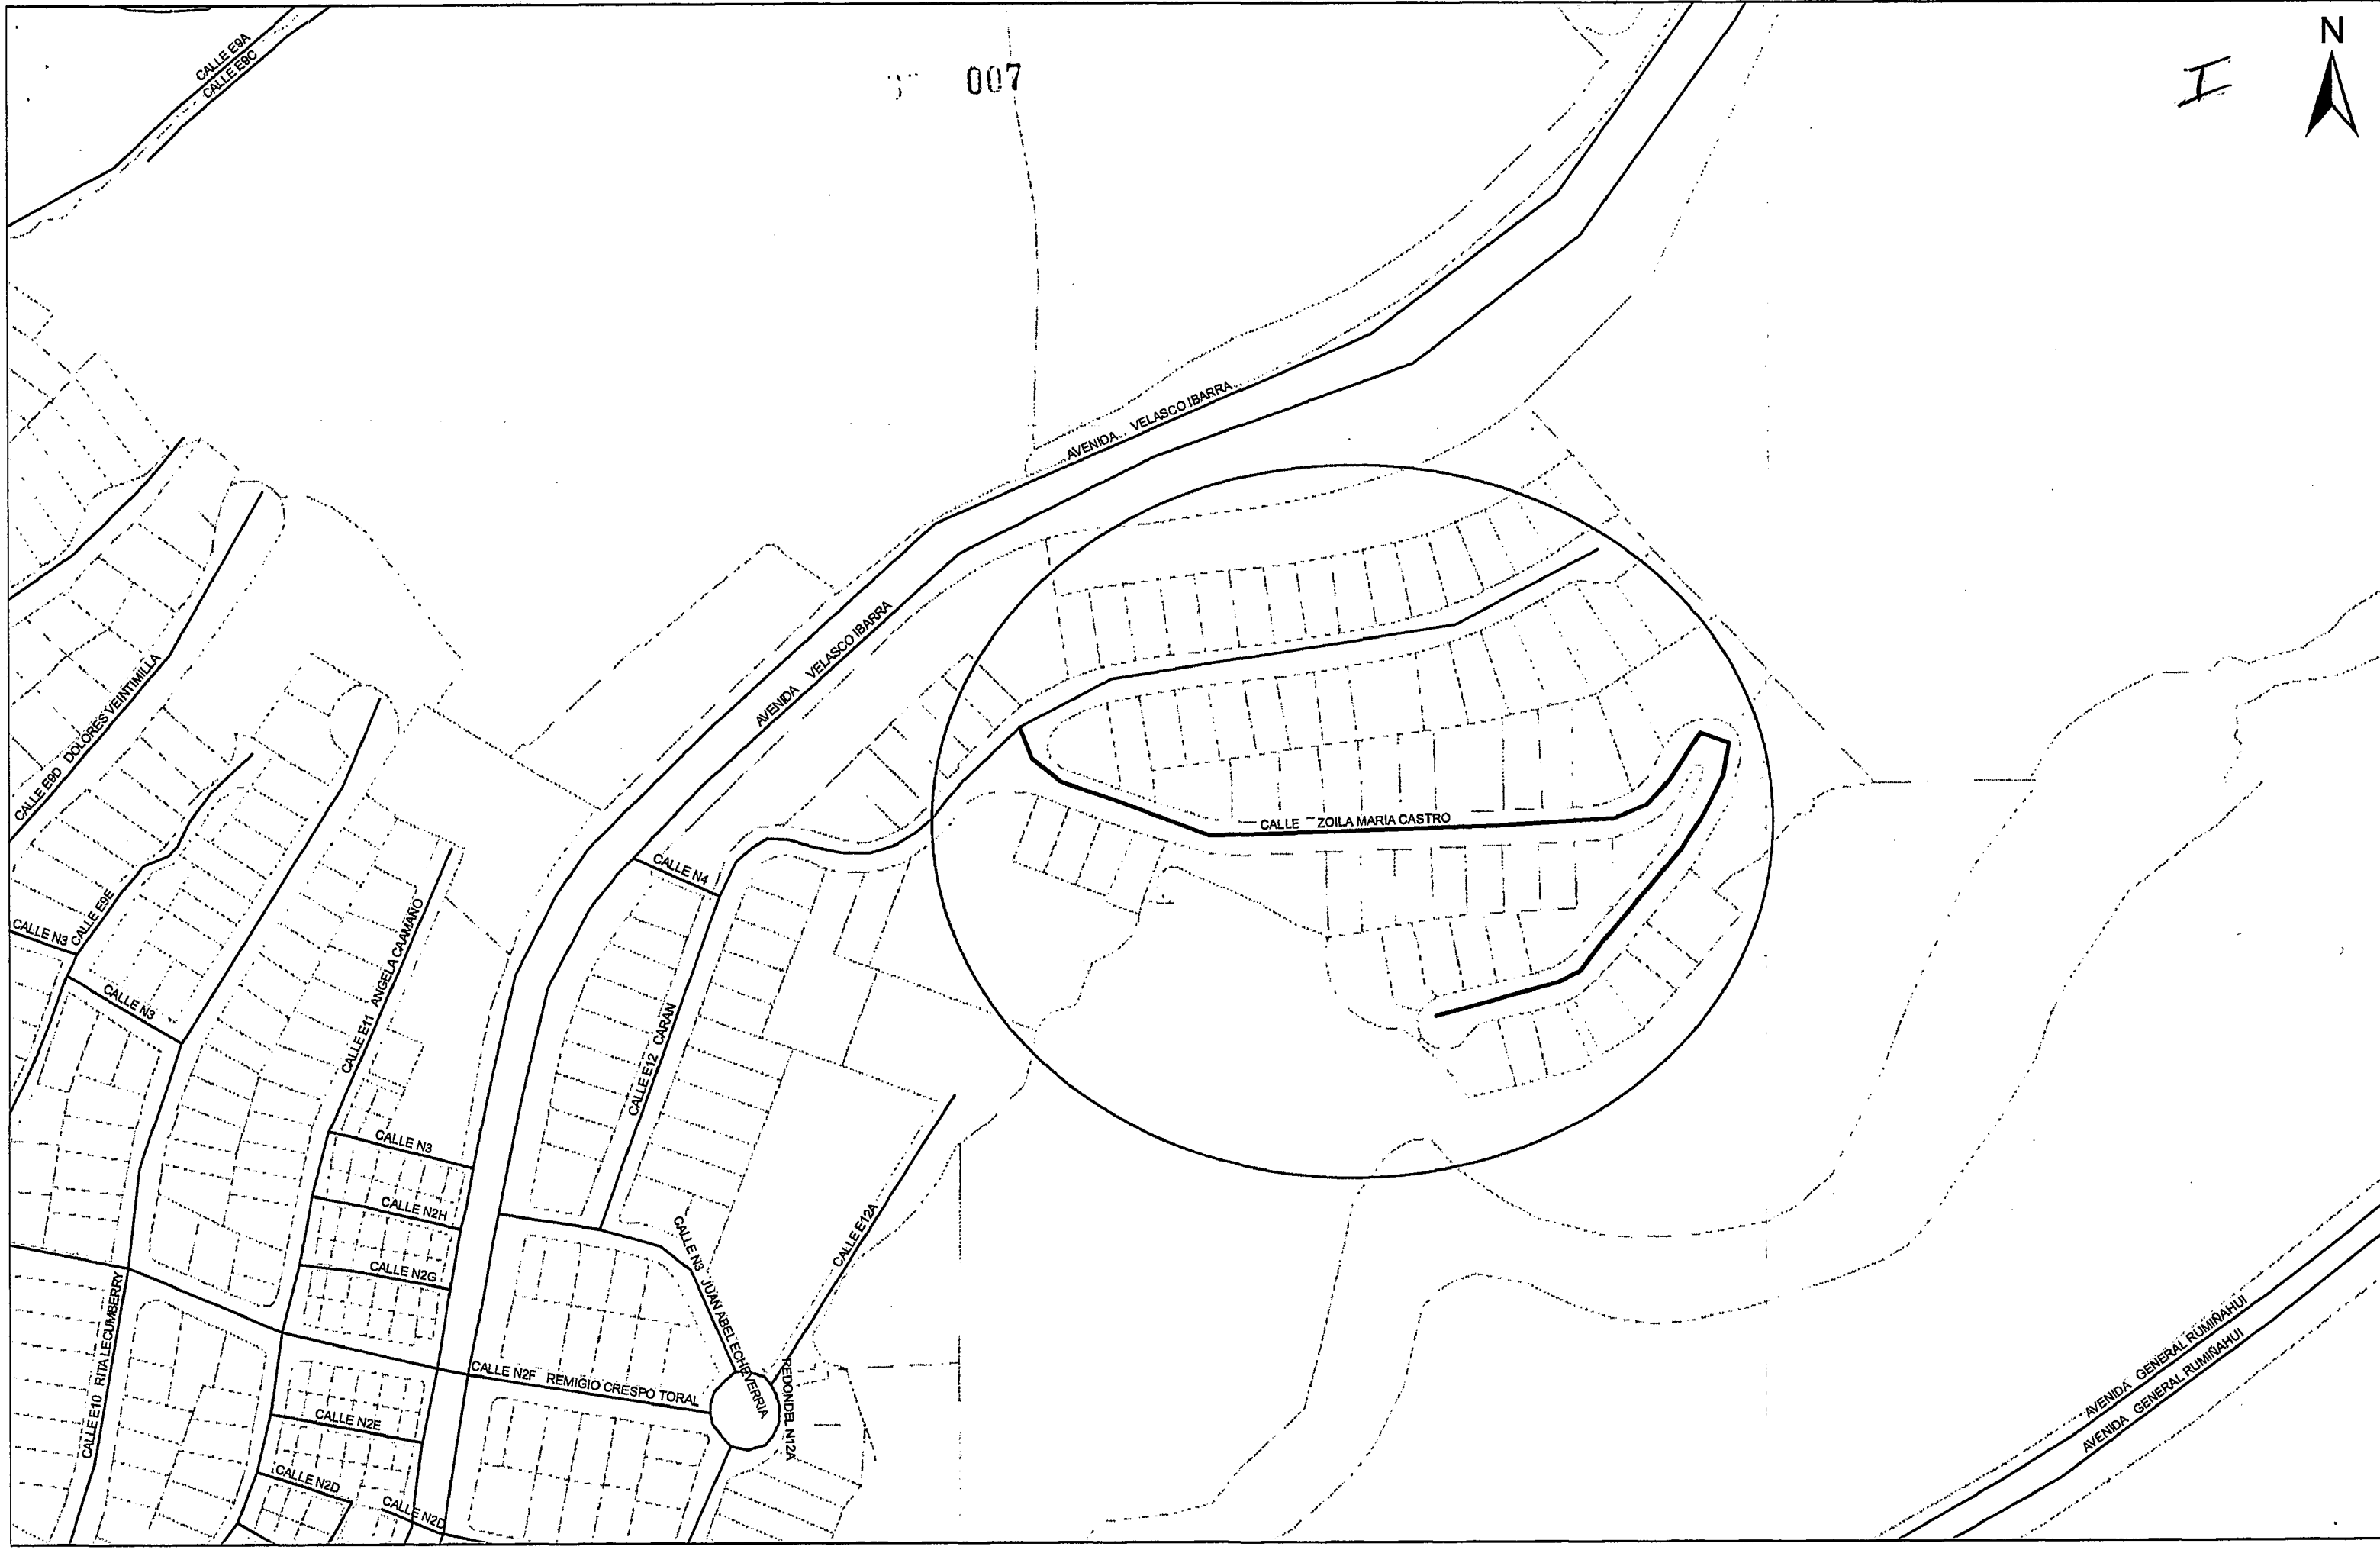 N
I
007
CALLE E9A
CALLE E9C
AVENIDA VELASCO IBARRA
AVENIDA VELASCO IBARRA
CALLE E9D DOLORES VEINTIMILLA
CALLE ZOILA MARIA CASTRO
CALLE N4
CALLE E9E
CALLE N3
CALLE N3
CALLE E11 ANGELA CAAMAÑO
CALLE E12 CARAN
CALLE N3
CALLE N2H
CALLE N2G
CALLE E12A
CALLE N3 JUAN ABEL ECHEVERRIA
CALLE E10 RITA LECUMBERRY
CALLE N2F REMIGIO CRESPO TORAL
REDONDEL N12A
CALLE N2E
CALLE N2D
CALLE N2D
AVENIDA GENERAL RUMIÑAHUI
AVENIDA GENERAL RUMIÑAHUI